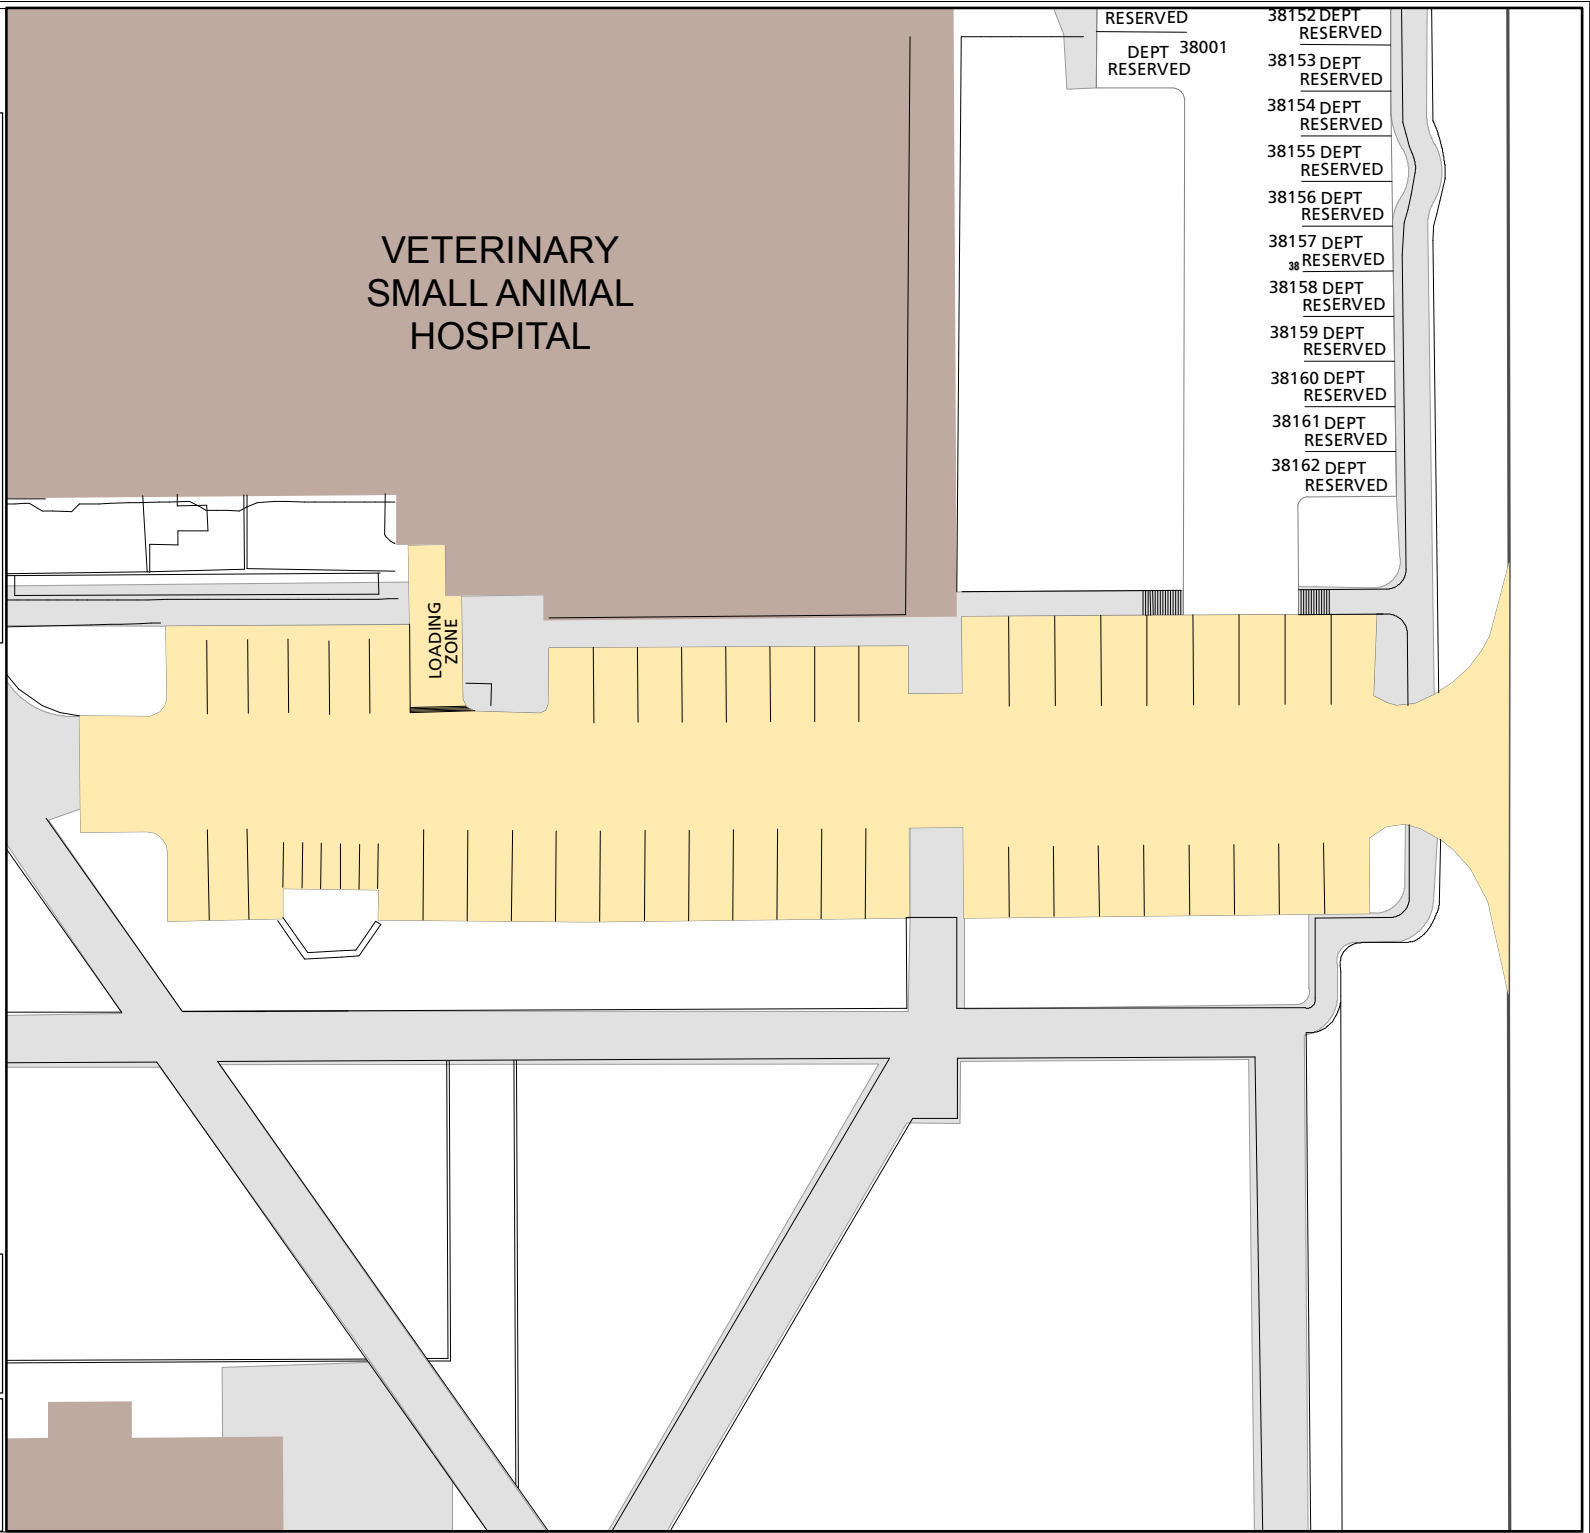 RESERVED
DEPT 38001
RESERVED
38152 DEPT
RESERVED
38153 DEPT
RESERVED
38154 DEPT
RESERVED
38155 DEPT
RESERVED
38156 DEPT
RESERVED
38157 DEPT
38 RESERVED
38158 DEPT
RESERVED
38159 DEPT
RESERVED
38160 DEPT
RESERVED
38161 DEPT
RESERVED
38162 DEPT
RESERVED
VETERINARY
SMALL ANIMAL
HOSPITAL
LOADING
ZONE